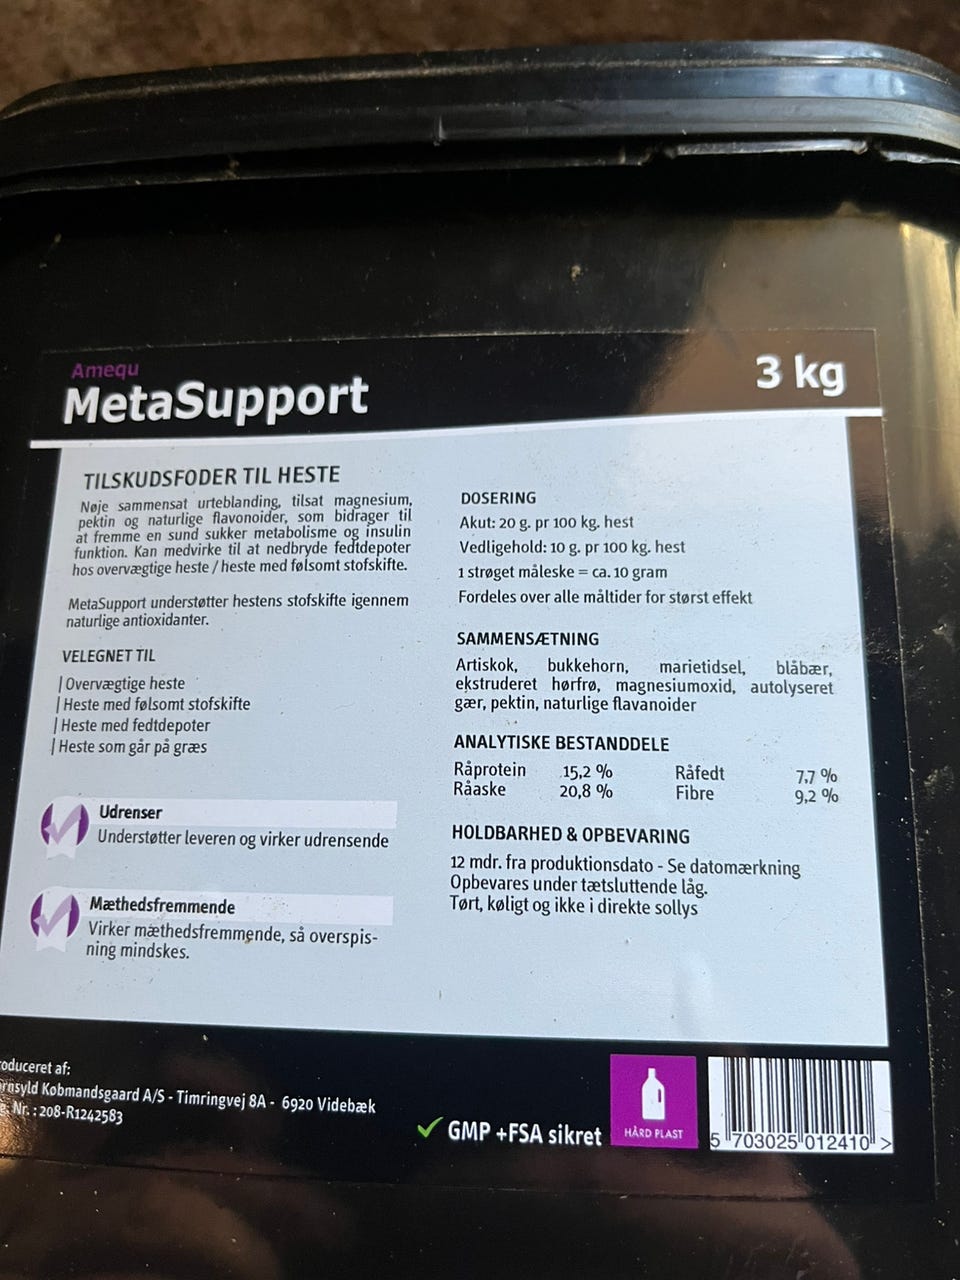 Amequ
MetaSupport
3 kg
TILSKUDSFODER TIL HESTE
Nøje sammensat urteblanding, tilsat magnesium,
pektin og naturlige flavonoider, som bidrager til
at fremme en sund sukker metabolisme og insulin
funktion. Kan medvirke til at nedbryde fedtdepoter
hos overvægtige heste / heste med følsomt stofskifte.
MetaSupport understøtter hestens stofskifte igennem
naturlige antioxidanter.
VELEGNET TIL
| Overvægtige heste
| Heste med følsomt stofskifte
| Heste med fedtdepoter
| Heste som går på græs
Udrenser
Understøtter leveren og virker udrensende
Mæthedsfremmende
Virker mæthedsfremmende, så overspis-
ning mindskes.
DOSERING
Akut: 20 g. pr 100 kg. hest
Vedligehold: 10 g. pr 100 kg. hest
1 strøget måleske = ca. 10 gram
Fordeles over alle måltider for størst effekt
SAMMENSÆTNING
Artiskok, bukkehorn, marietidsel, blåbær,
ekstruderet hørfrø, magnesiumoxid, autolyseret
gær, pektin, naturlige flavanoider
ANALYTISKE BESTANDDELE
Råprotein 15,2 % Råfedt 7,7 %
Råaske 20,8 % Fibre 9,2 %
HOLDBARHED & OPBEVARING
12 mdr. fra produktionsdato - Se datomærkning
Opbevares under tætsluttende låg.
Tørt, køligt og ikke i direkte sollys
oduceret af:
rnsyld Købmandsgaard A/S - Timringvej 8A - 6920 Videbæk
g. Nr. : 208-R1242583
GMP +FSA sikret
HÅRD PLAST
5 703025 012410 >